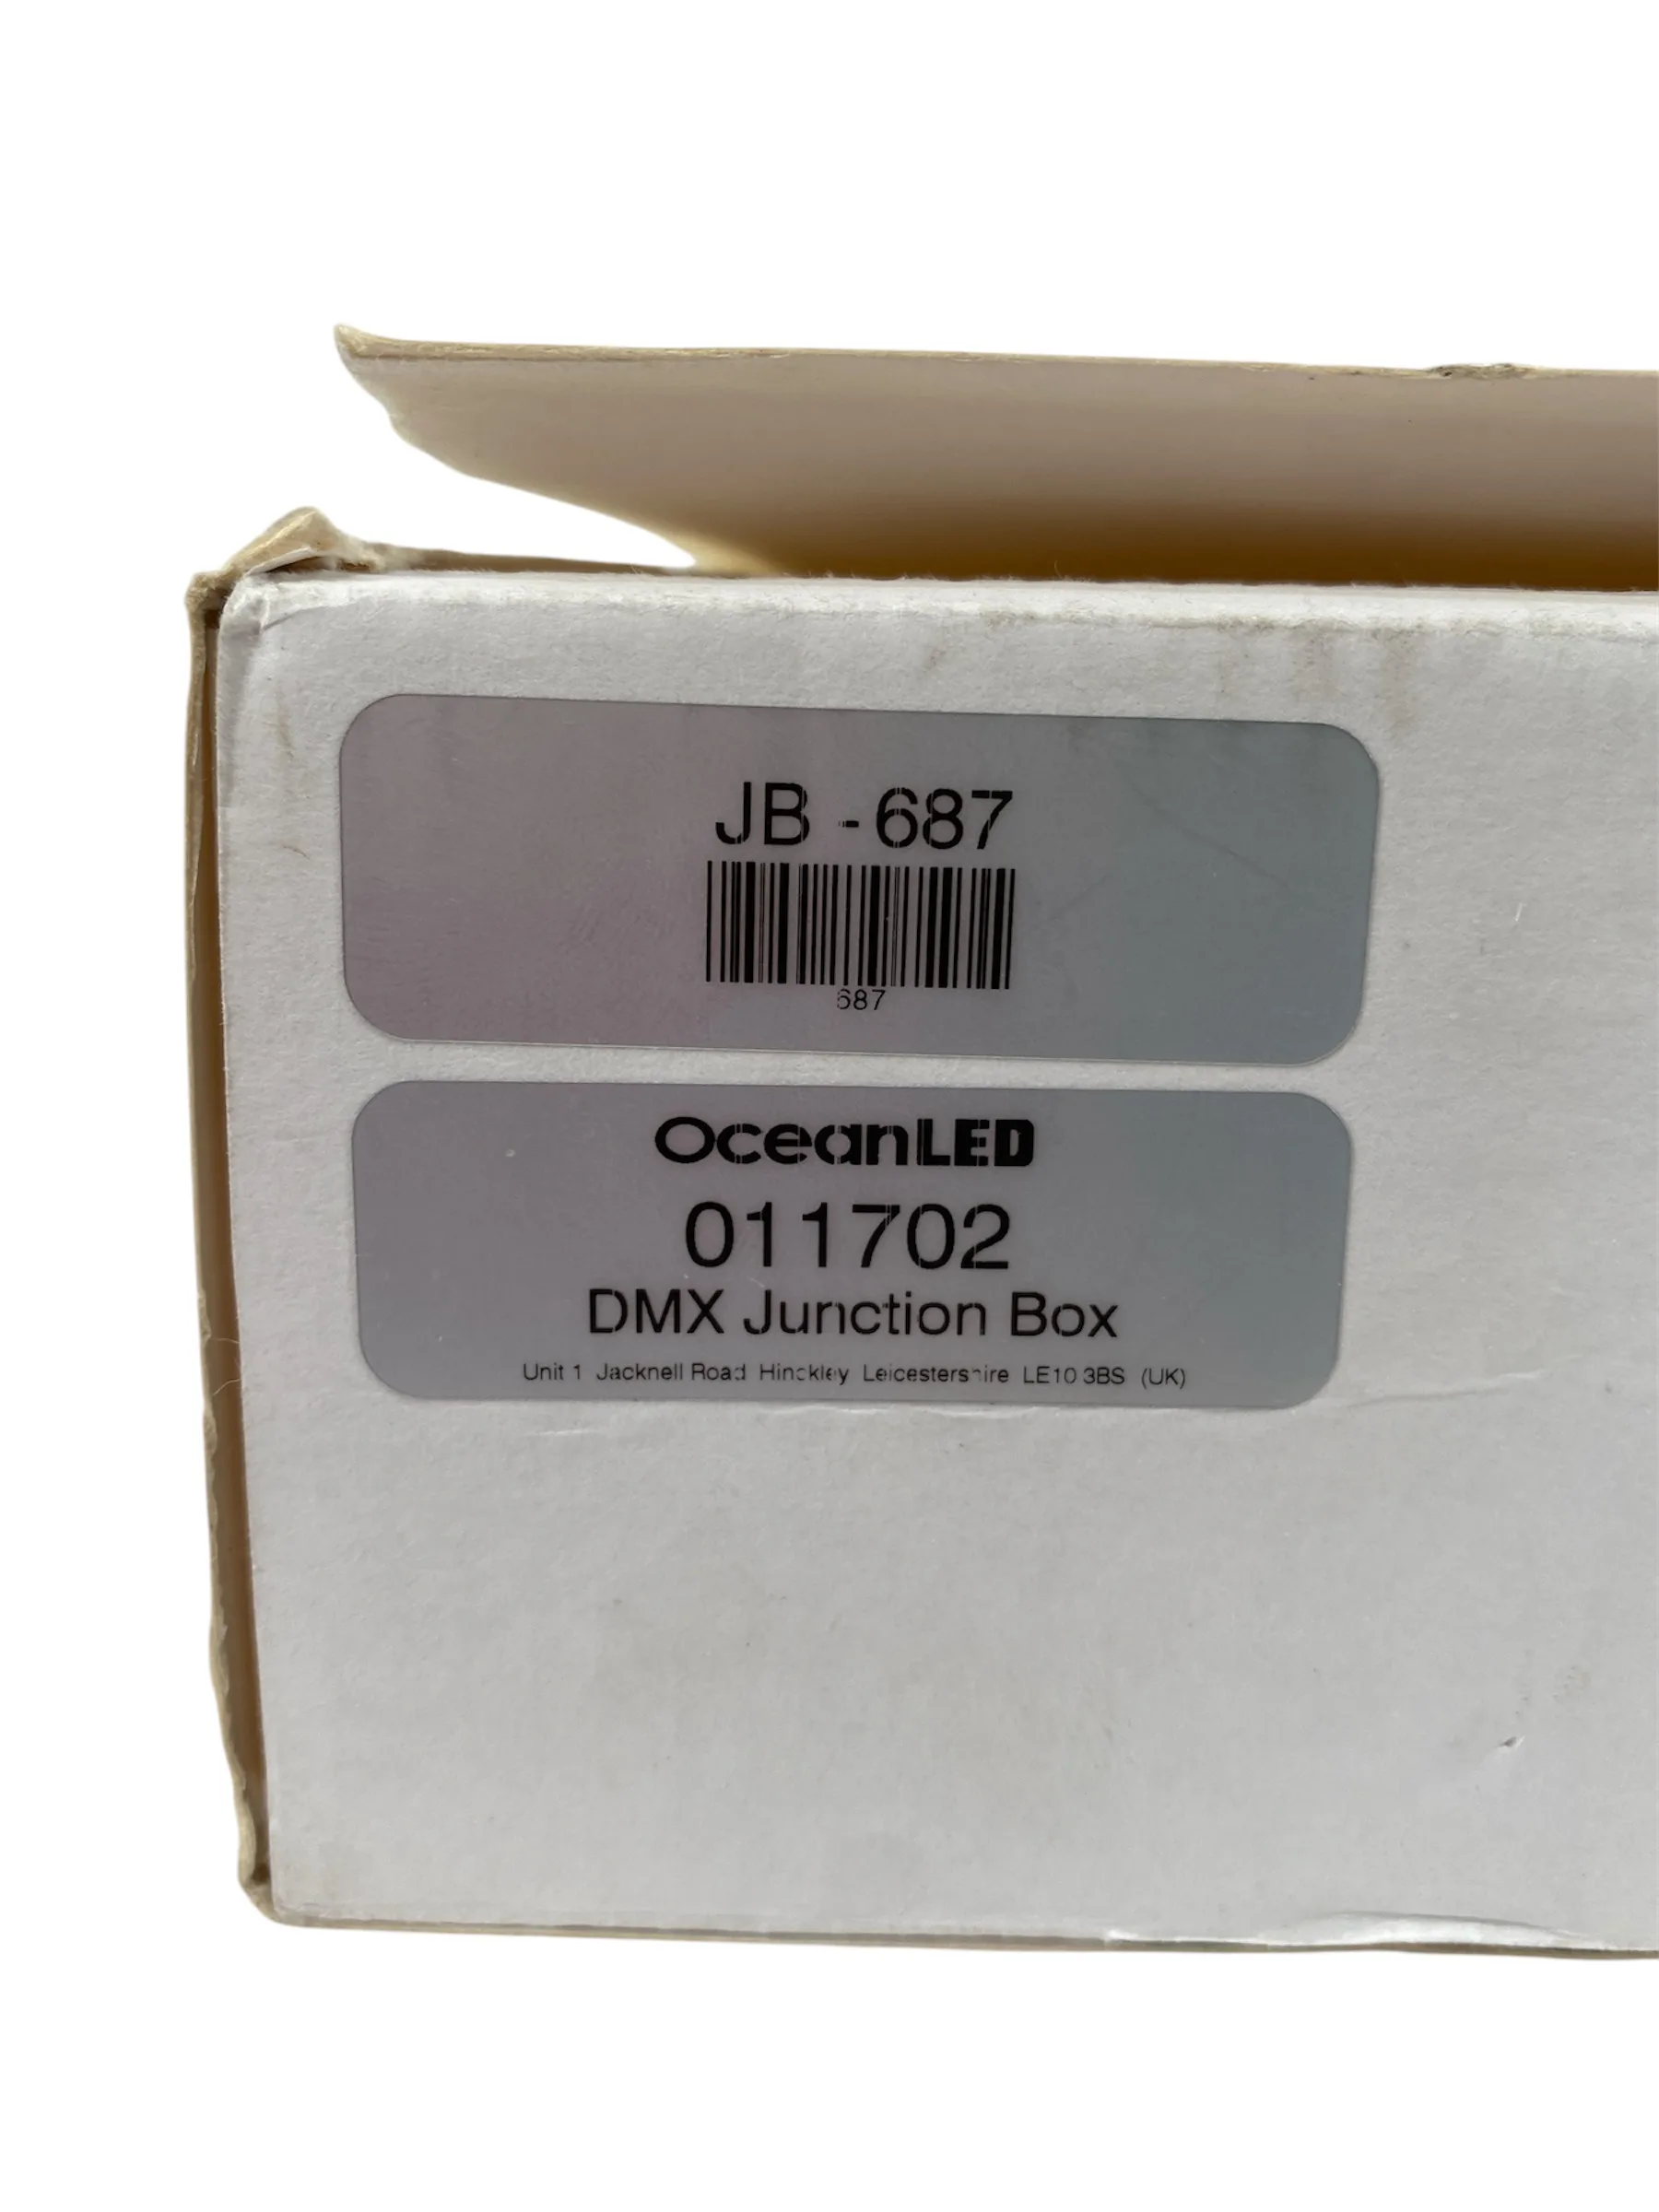 JB - 687
687
OceanLED
011702
DMX Junction Box
Unit 1 Jacknell Road Hinckley Leicestershire LE10 3BS (UK)